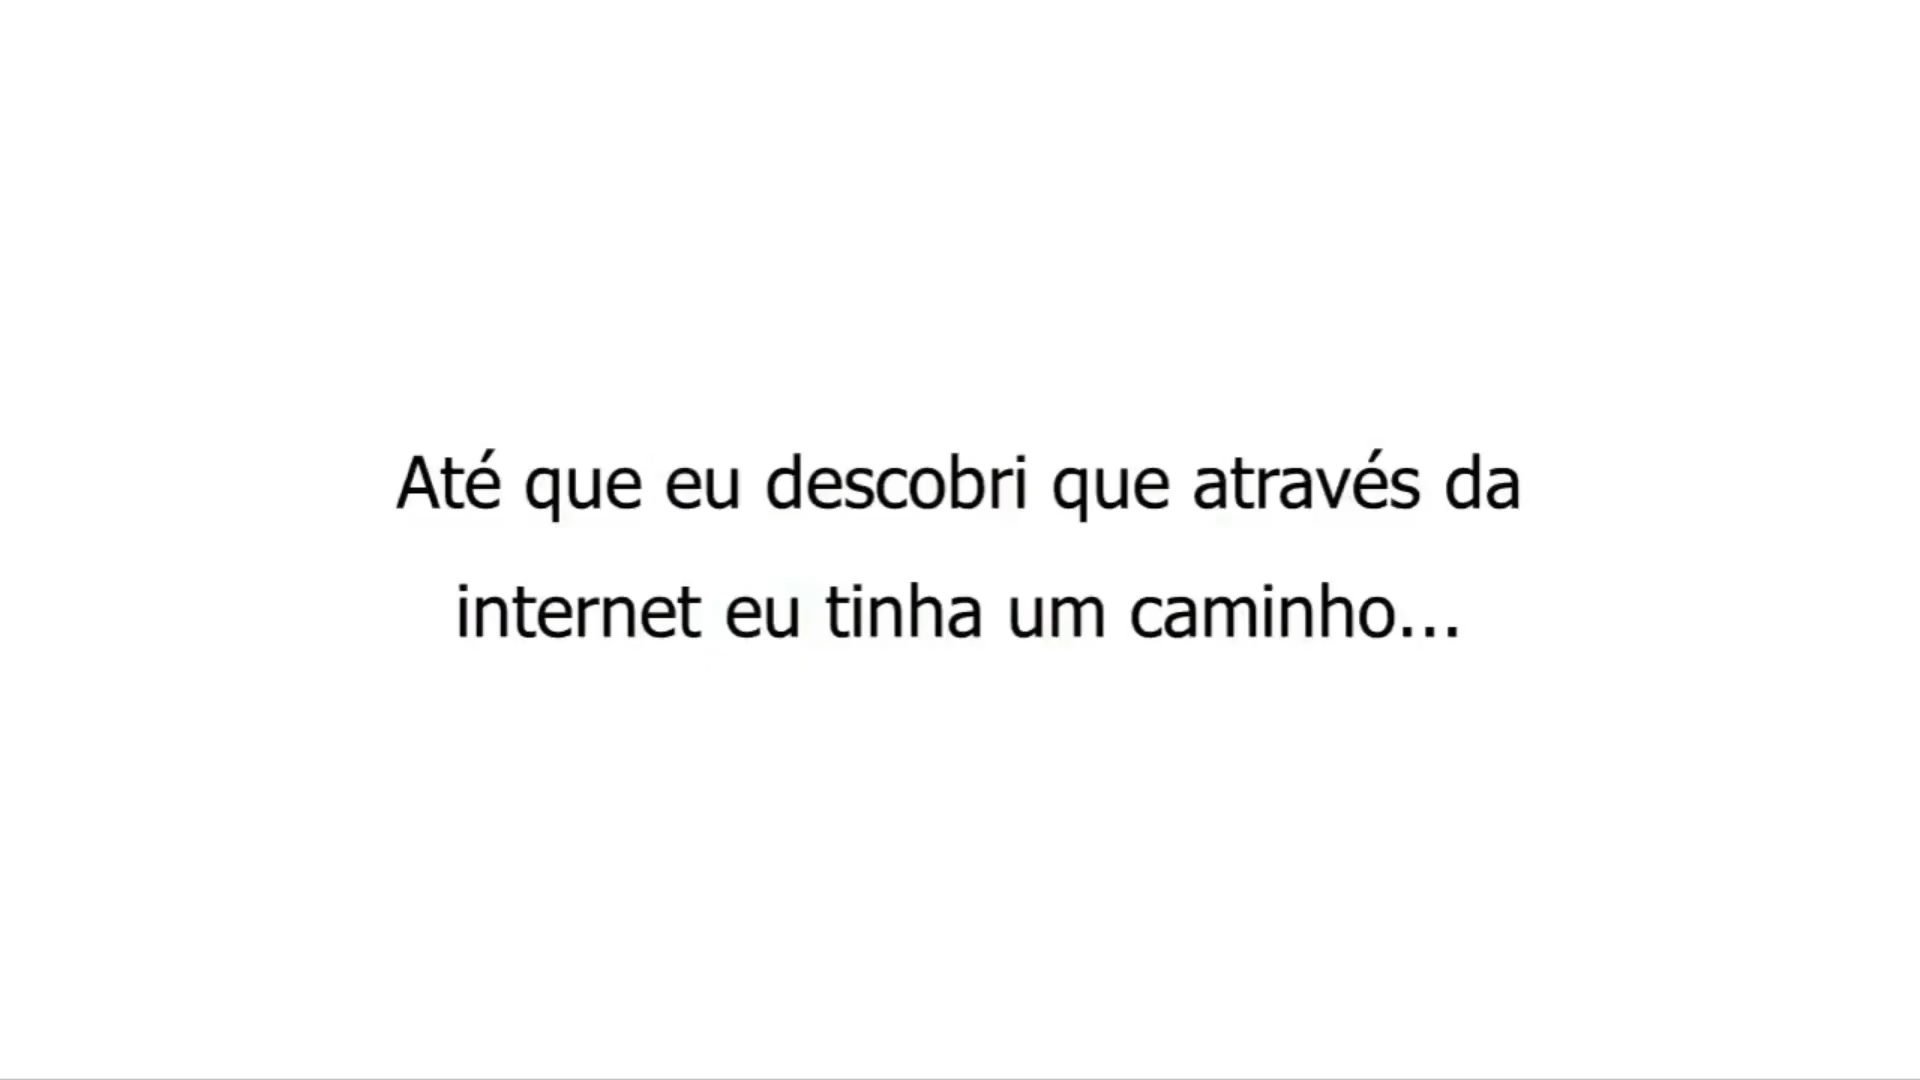 Até que eu descobri que através da
internet eu tinha um caminho...